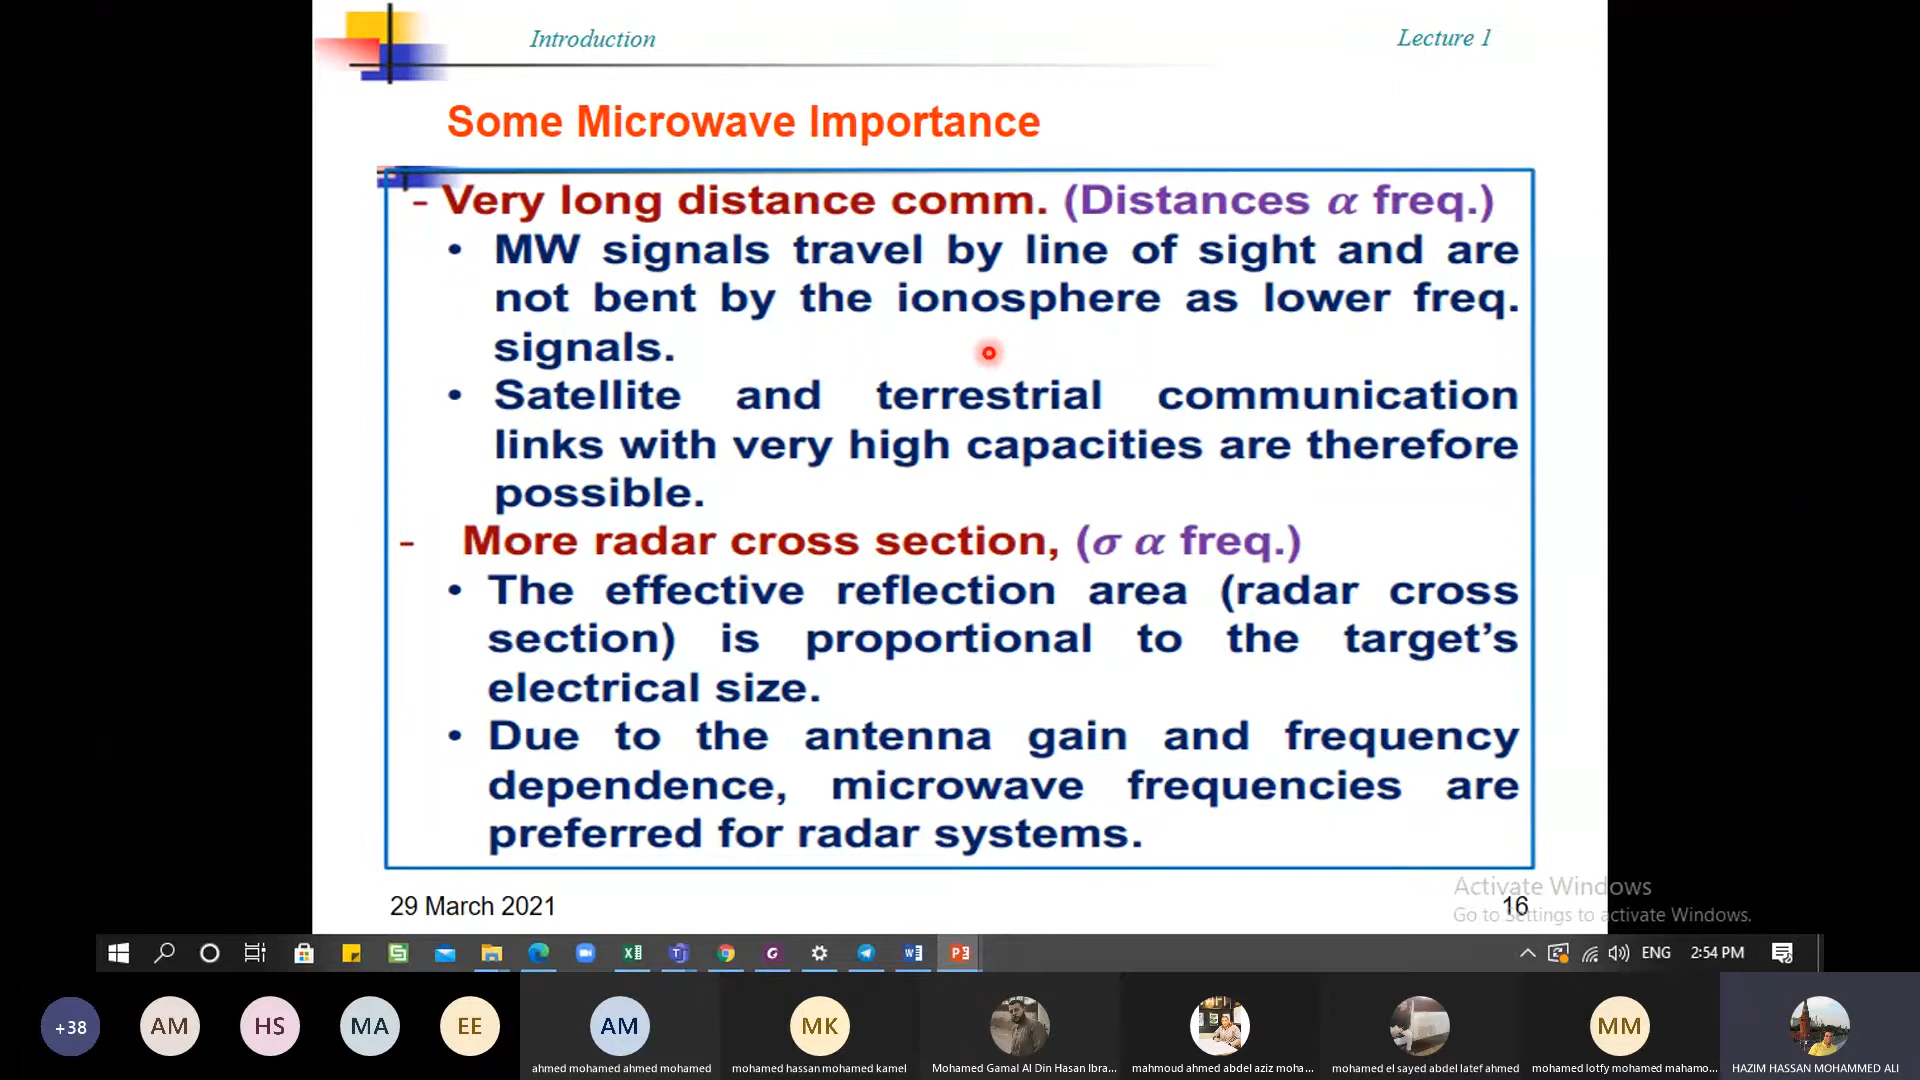 Introduction
Lecture 1
Some Microwave Importance
- Very long distance comm. (Distances α freq.)
• MW signals travel by line of sight and are
not bent by the ionosphere as lower freq.
signals.
• Satellite and terrestrial communication
links with very high capacities are therefore
possible.
- More radar cross section, (σ α freq.)
• The effective reflection area (radar cross
section) is proportional to the target’s
electrical size.
• Due to the antenna gain and frequency
dependence, microwave frequencies are
preferred for radar systems.
Activate Windows
29 March 2021
16
Go to Settings to activate Windows.
ENG
2:54 PM
+38
AM
HS
MA
EE
AM
MK
MM
ahmed mohamed ahmed mohamed
mohamed hassan mohamed kamel
Mohamed Gamal Al Din Hasan Ibra...
mahmoud ahmed abdel aziz moha...
mohamed el sayed abdel latef ahmed
mohamed lotfy mohamed mahamo...
HAZIM HASSAN MOHAMMED ALI